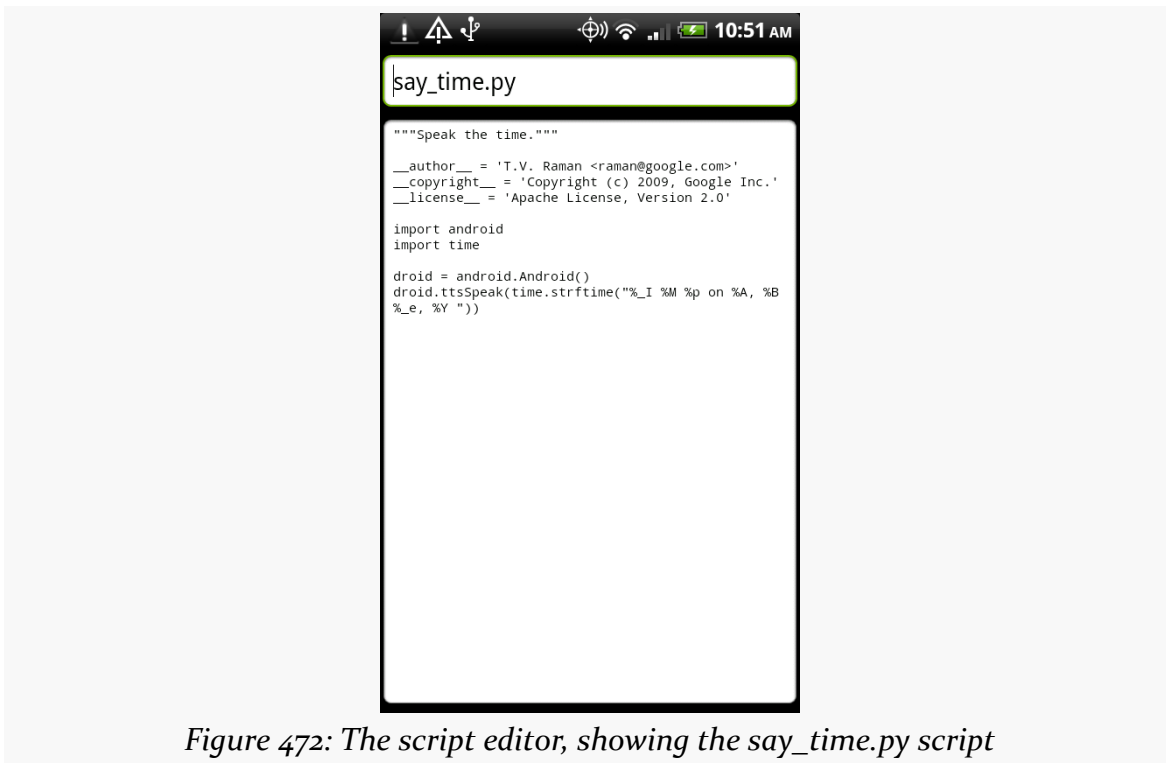 10:51 AM
say_time.py
"""Speak the time."""
__author__ = 'T.V. Raman <raman@google.com>'
__copyright__ = 'Copyright (c) 2009, Google Inc.'
__license__ = 'Apache License, Version 2.0'
import android
import time
droid = android.Android()
droid.ttsSpeak(time.strftime("%_I %M %p on %A, %B
%_e, %Y "))
Figure 472: The script editor, showing the say_time.py script